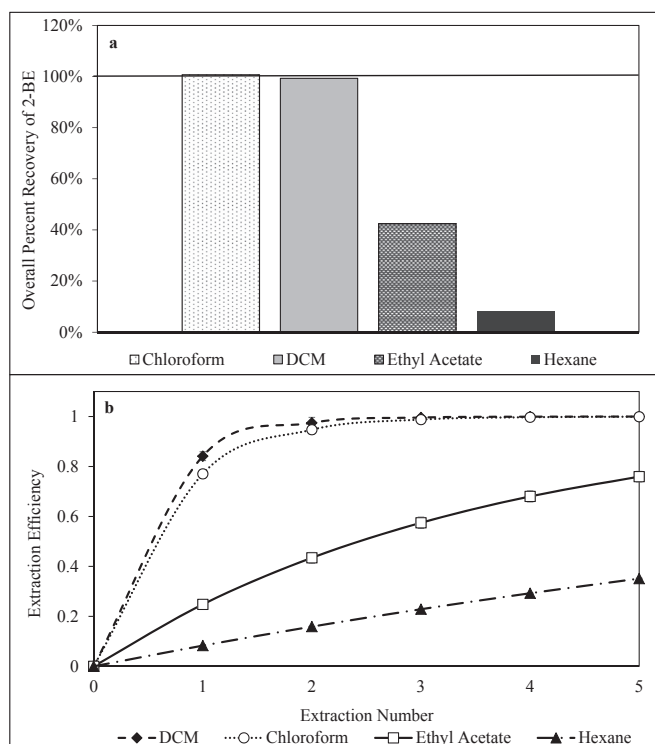 a
Overall Percent Recovery of 2-BE
120%
100%
80%
60%
40%
20%
0%
Chloroform DCM Ethyl Acetate Hexane
b
Extraction Efficiency
1
0.8
0.6
0.4
0.2
0
0 1 2 3 4 5
Extraction Number
DCM Chloroform Ethyl Acetate Hexane